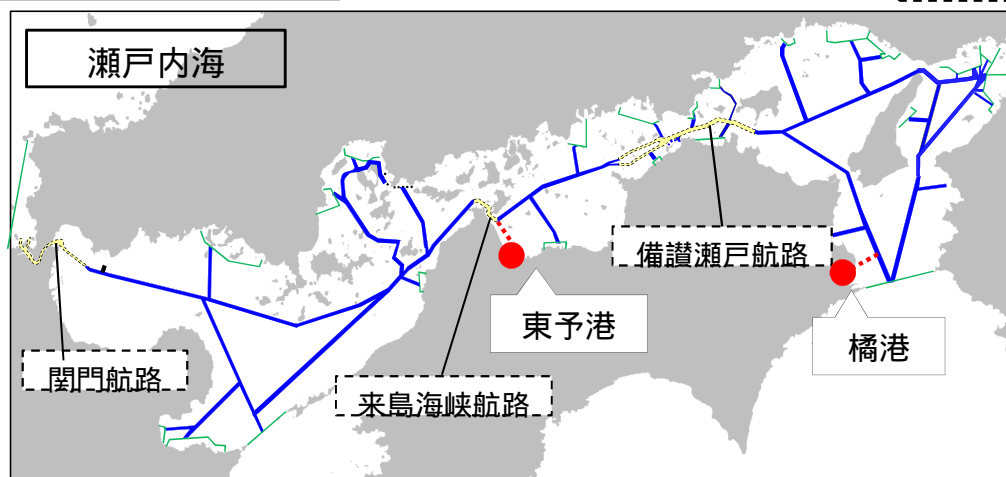 瀬戸内海
備讃瀬戸航路
東予港
橘港
関門航路
来島海峡航路